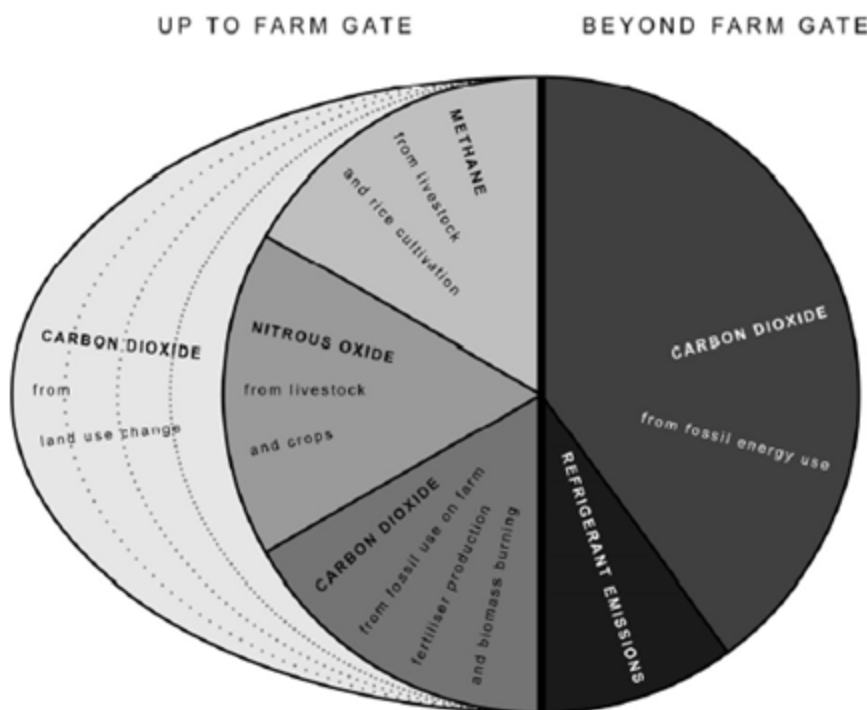 UP TO FARM GATE
BEYOND FARM GATE
METHANE
from livestock
and rice cultivation
CARBON DIOXIDE
from
land use change
NITROUS OXIDE
from livestock
and crops
CARBON DIOXIDE
from fossil use on farm
fertiliser production
and biomass burning
CARBON DIOXIDE
from fossil energy use
REFRIGERANT EMISSIONS